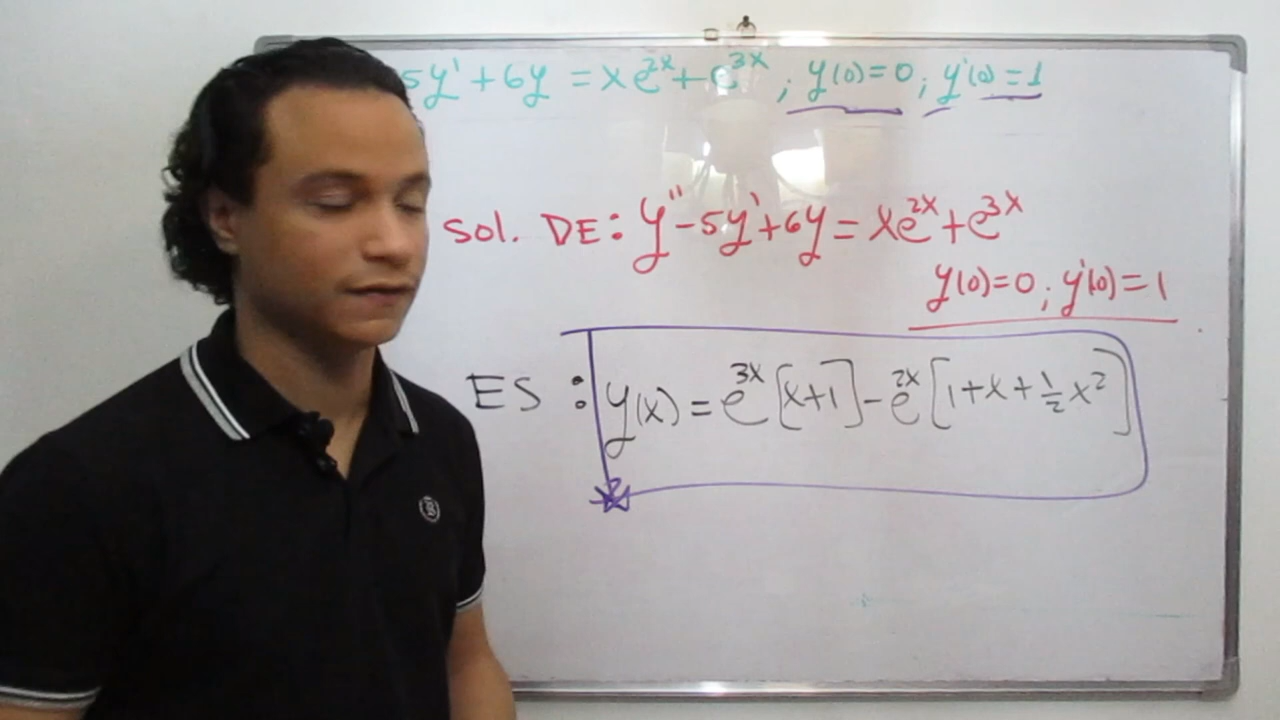 5y' + 6y = xe^{2x} + e^{3x} ; y(0) = 0 ; y'(0) = 1
Sol. DE: y'' - 5y' + 6y = xe^{2x} + e^{3x}
y(0) = 0 ; y'(0) = 1
ES : y(x) = e^{3x} [x+1] - e^{2x} [1 + x + \frac{1}{2} x^2]